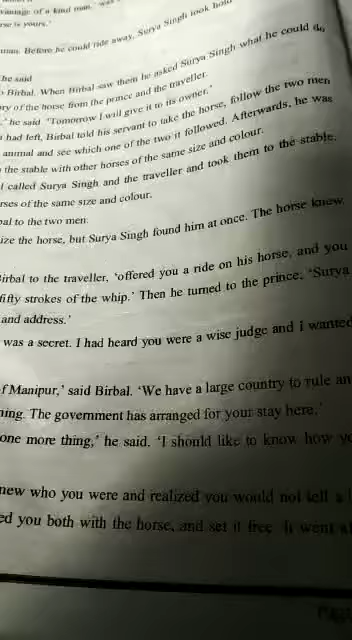 vantage of a kind man,
rse is yours.'
man. Before he could ride away, Surya Singh took hold
he said
Birbal. When Birbal saw them he asked Surya Singh what he could do
ry of the horse from the prince and the traveller.
' he said 'Tomorrow I will give it to its owner.'
had left, Birbal told his servant to take the horse, follow the two men
animal and see which one of the two it followed. Afterwards, he was
the stable with other horses of the same size and colour.
l called Surya Singh and the traveller and took them to the stable,
rses of the same size and colour.
bal to the two men.
ize the horse, but Surya Singh found him at once. The horse knew
Birbal to the traveller, 'offered you a ride on his horse, and you
fifty strokes of the whip.' Then he turned to the prince, 'Surya
and address.'
was a secret. I had heard you were a wise judge and I wanted
f Manipur,' said Birbal. 'We have a large country to rule an
ning. The government has arranged for your stay here.'
one more thing,' he said. 'I should like to know how yo
new who you were and realized you would not tell a l
ed you both with the horse, and set it free. It went